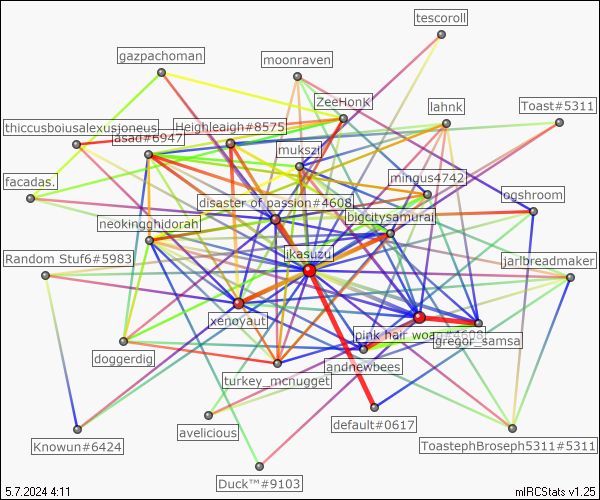 tescoroll
gazpachoman
moonraven
ZeeHonk
lahnk
Toast#5311
thiccusboiusalexusjoneus
asad#6947
Heighleaigh#8575
mukszi
mingus4742
facadas.
disaster of passion#4608
bigcitysamurai
ogshroom
neokingghidorah
ikasuzu
Random Stuf6#5983
jarlbreadmaker
xenoyaut
pink hair woag#4608
gregor_samsa
doggerdig
andnewbees
turkey_mcnugget
default#0617
avelicious
Knowun#6424
ToastephBroseph5311#5311
Duck™#9103
5.7.2024 4:11
mIRCStats v1.25